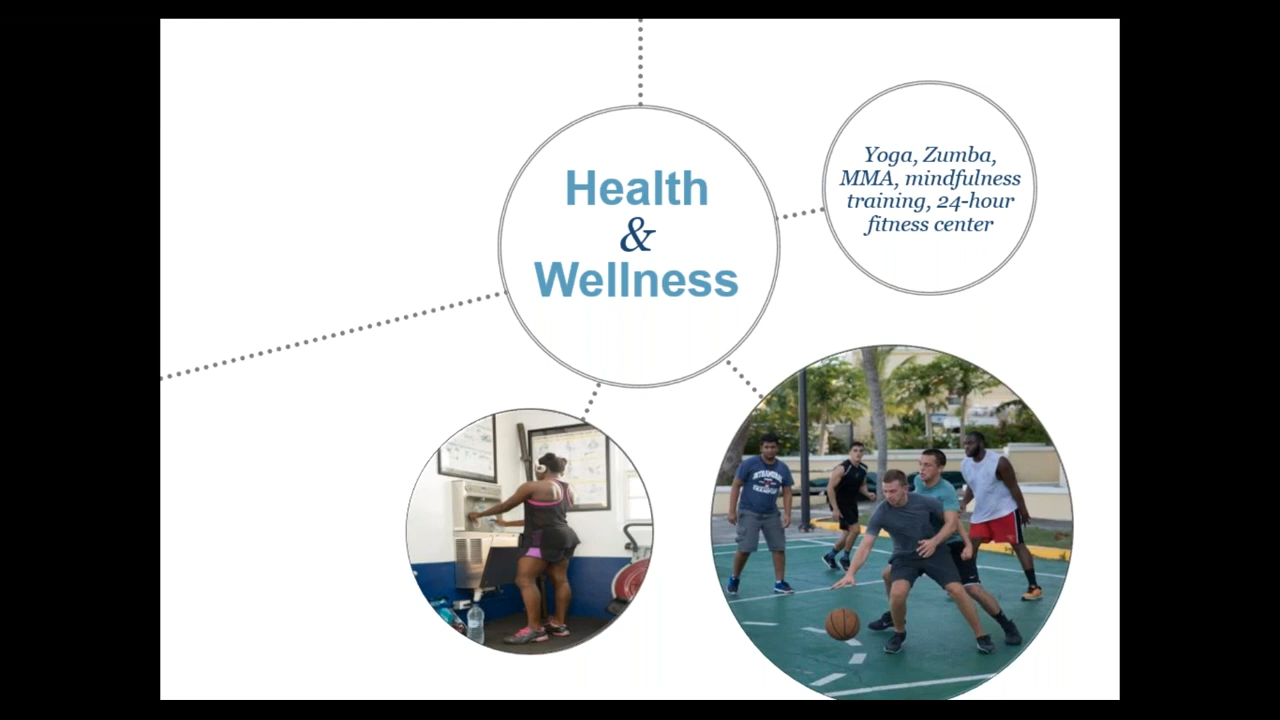 Health
&
Wellness
Yoga, Zumba,
MMA, mindfulness
training, 24-hour
fitness center